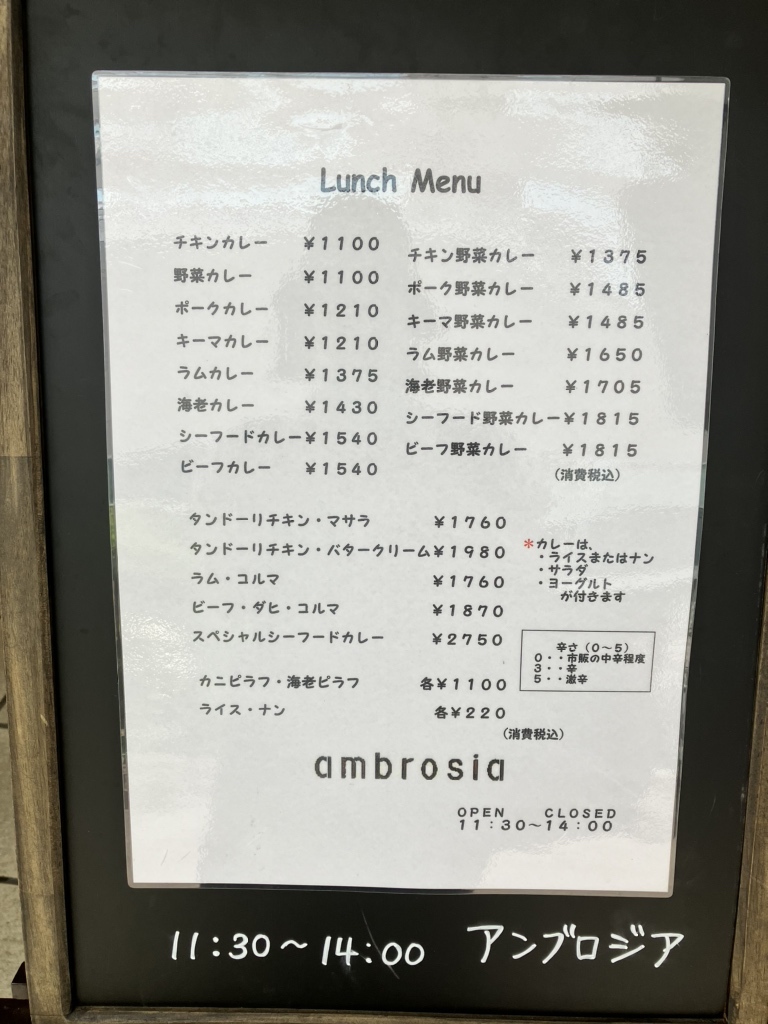 Lunch Menu
チキンカレー ￥1100
野菜カレー ￥1100
ポークカレー ￥1210
キーマカレー ￥1210
ラムカレー ￥1375
海老カレー ￥1430
シーフードカレー￥1540
ビーフカレー ￥1540
チキン野菜カレー ￥1375
ポーク野菜カレー ￥1485
キーマ野菜カレー ￥1485
ラム野菜カレー ￥1650
海老野菜カレー ￥1705
シーフード野菜カレー￥1815
ビーフ野菜カレー ￥1815
（消費税込）
タンドーリチキン・マサラ ￥1760
タンドーリチキン・バタークリーム￥1980
ラム・コルマ ￥1760
ビーフ・ダヒ・コルマ ￥1870
スペシャルシーフードカレー ￥2750
＊カレーは、
・ライスまたはナン
・サラダ
・ヨーグルト
が付きます
辛さ（0～5）
0・・市販の中辛程度
3・・辛
5・・激辛
カニピラフ・海老ピラフ 各￥1100
ライス・ナン 各￥220
（消費税込）
ambrosia
OPEN CLOSED
11：30～14：00
11:30～14:00 アンブロジア